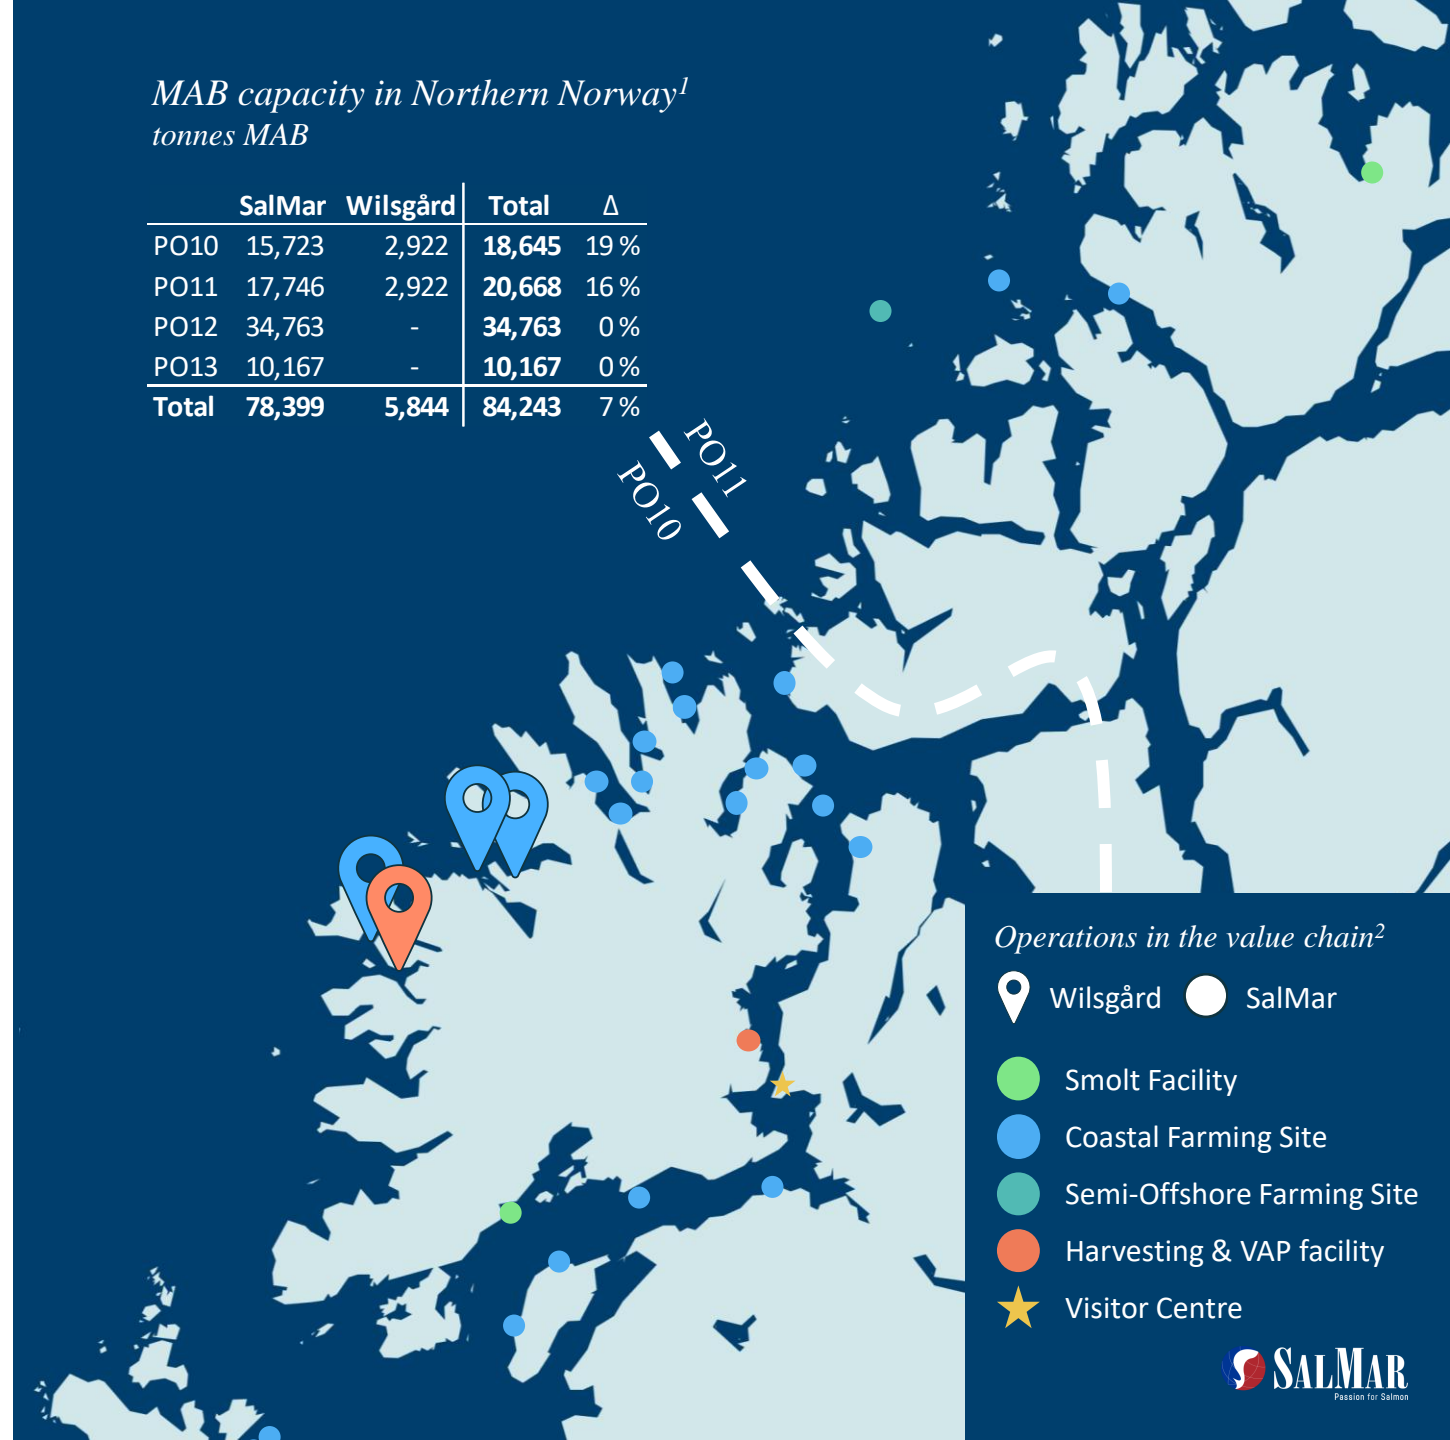 MAB capacity in Northern Norway¹
tonnes MAB
SalMar Wilsgård Total Δ
PO10 15,723 2,922 18,645 19 %
PO11 17,746 2,922 20,668 16 %
PO12 34,763 - 34,763 0 %
PO13 10,167 - 10,167 0 %
Total 78,399 5,844 84,243 7 %
PO11
PO10
Operations in the value chain²
Wilsgård SalMar
Smolt Facility
Coastal Farming Site
Semi-Offshore Farming Site
Harvesting & VAP facility
Visitor Centre
SALMAR
Passion for Salmon